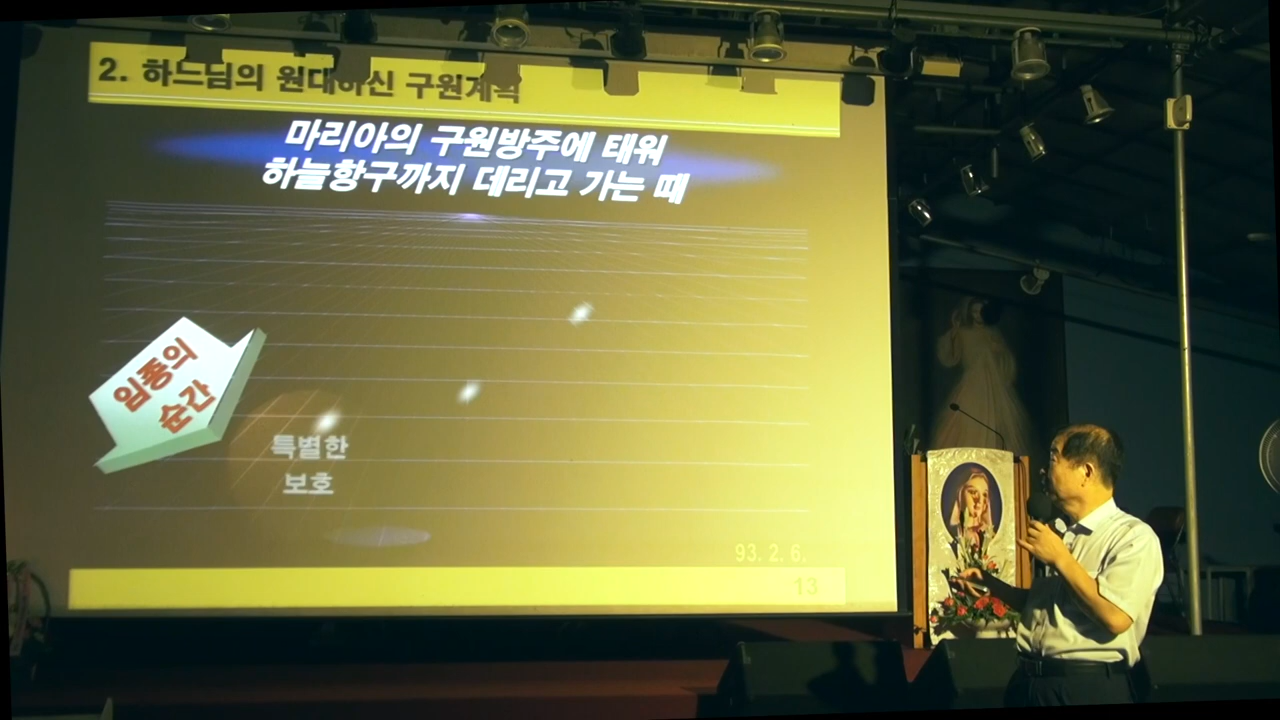 2. 하느님의 원대하신 구원계획
마리아의 구원방주에 태워
하늘항구까지 데리고 가는 때
임종의
순간
특별한
보호
93. 2. 6.
13